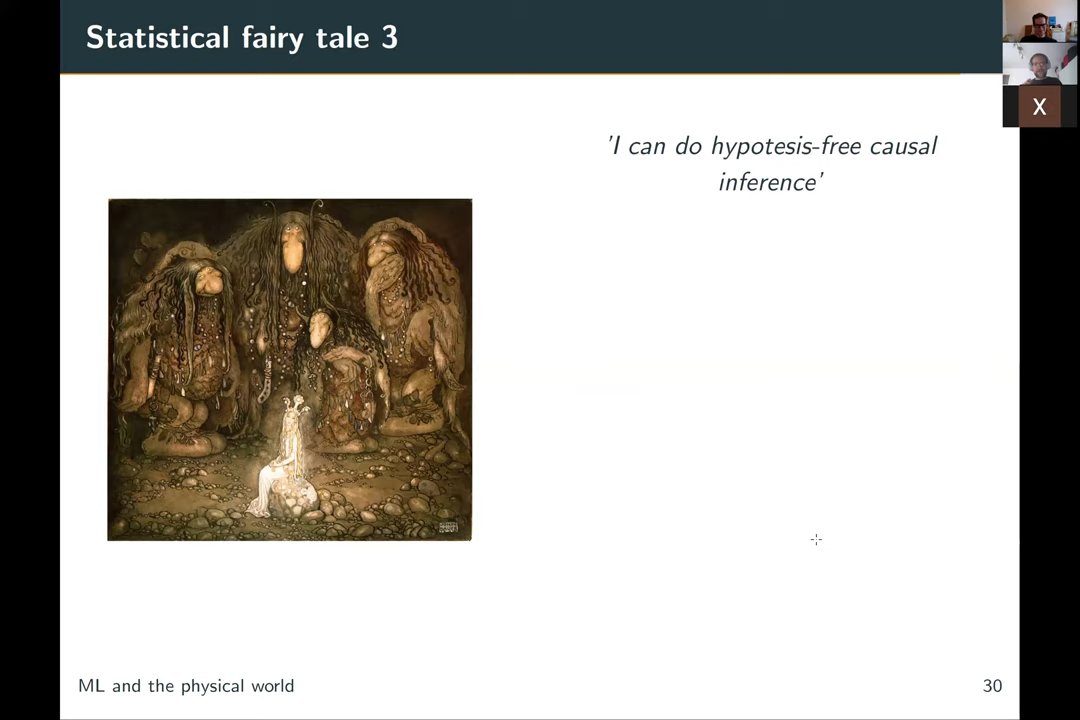 Statistical fairy tale 3
'I can do hypotesis-free causal
inference'
X
ML and the physical world
30